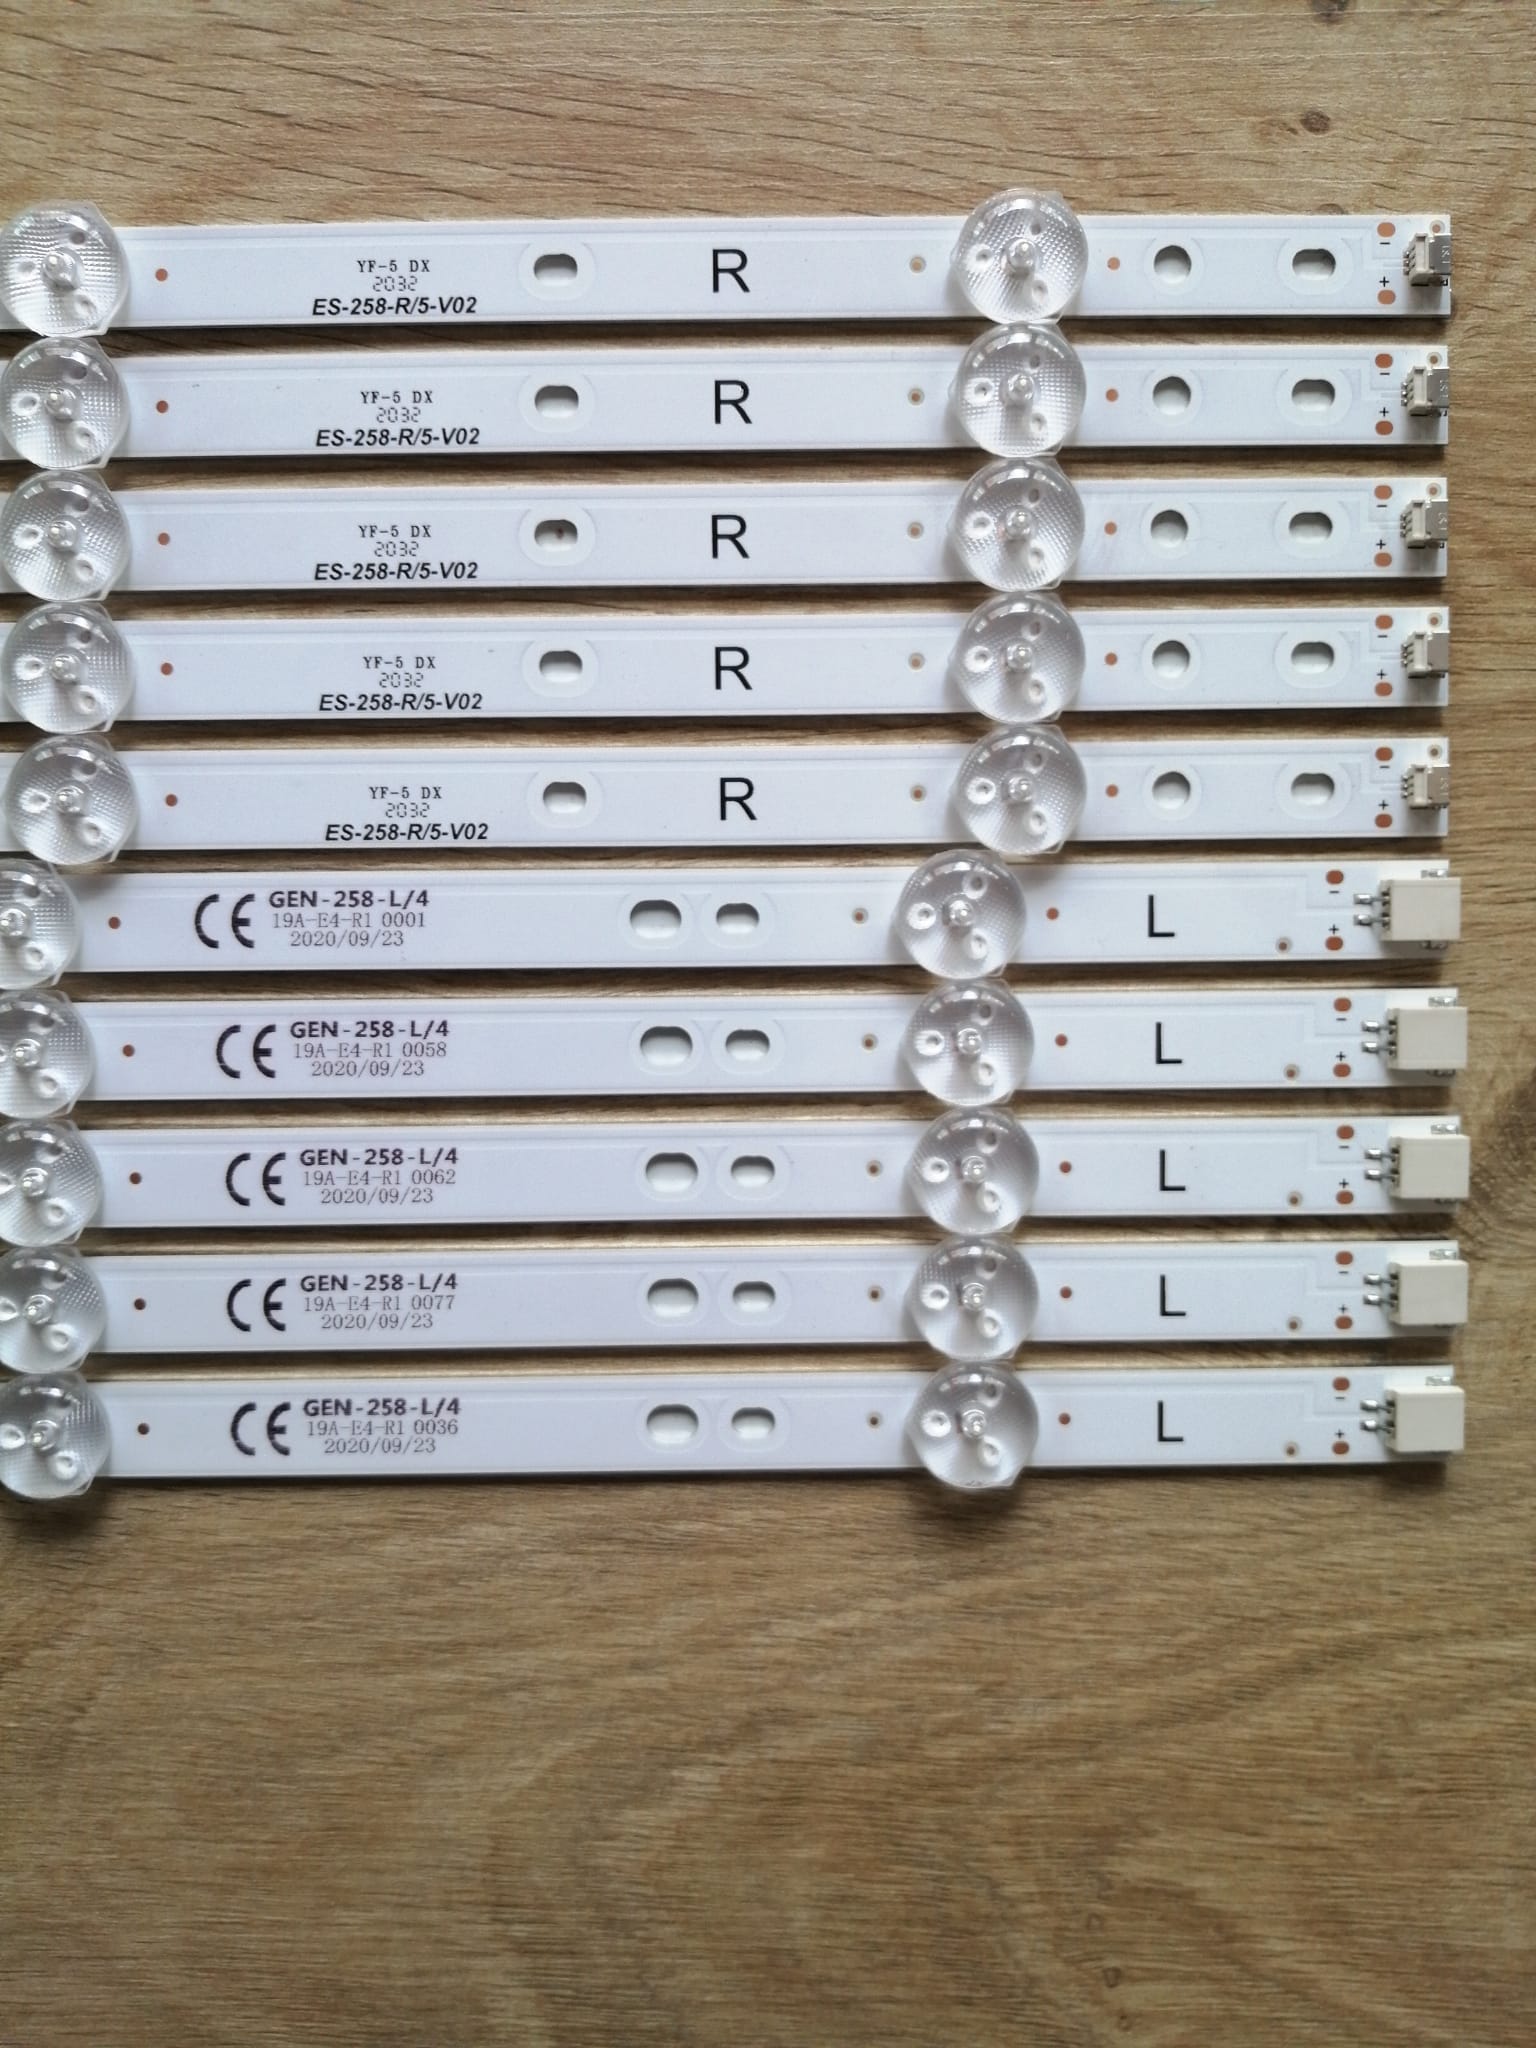 YF-5 DX
2032
ES-258-R/5-V02
R
-
+
YF-5 DX
2032
ES-258-R/5-V02
R
-
+
YF-5 DX
2032
ES-258-R/5-V02
R
-
+
YF-5 DX
2032
ES-258-R/5-V02
R
-
+
YF-5 DX
2032
ES-258-R/5-V02
R
-
+
CE GEN-258-L/4
19A-E4-R1 0001
2020/09/23
L
-
+
CE GEN-258-L/4
19A-E4-R1 0058
2020/09/23
L
-
+
CE GEN-258-L/4
19A-E4-R1 0062
2020/09/23
L
-
+
CE GEN-258-L/4
19A-E4-R1 0077
2020/09/23
L
-
+
CE GEN-258-L/4
19A-E4-R1 0036
2020/09/23
L
-
+